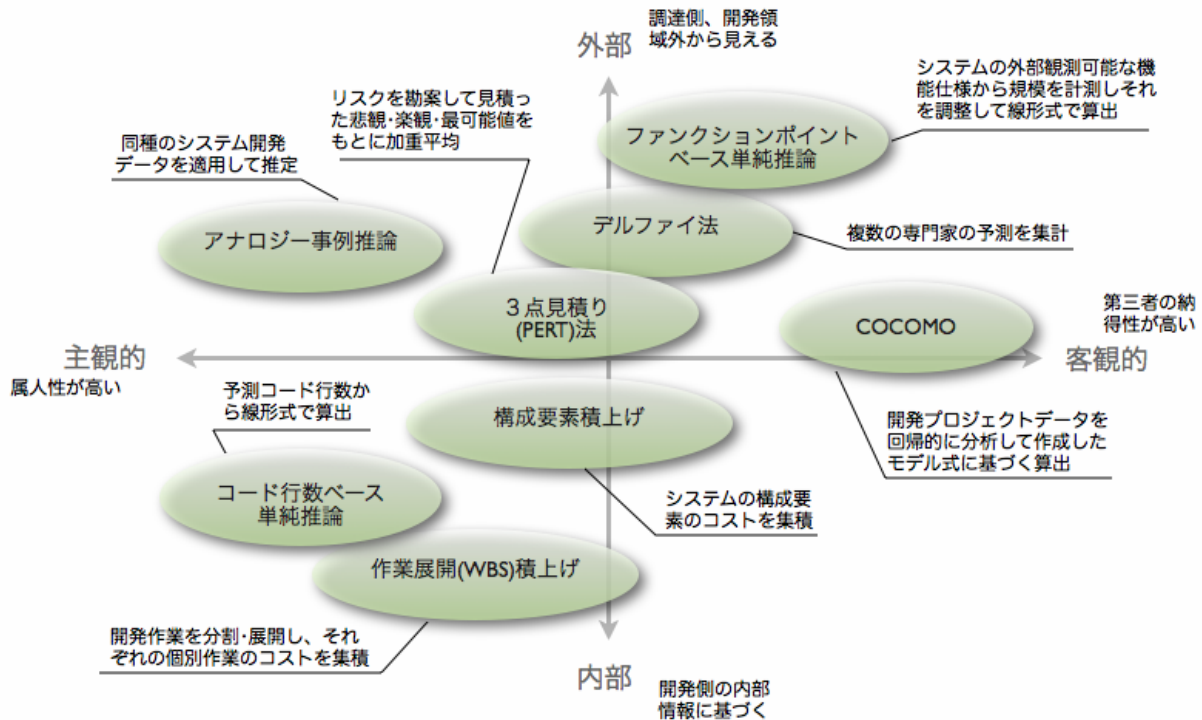 調達側、開発領
域外から見える
外部
システムの外部観測可能な機
能仕様から規模を計測しそれ
を調整して線形式で算出
リスクを勘案して見積っ
た悲観・楽観・最可能値を
もとに加重平均
同種のシステム開発
データを適用して推定
ファンクションポイント
ベース単純推論
アナロジー事例推論
デルファイ法
複数の専門家の予測を集計
3点見積り
(PERT)法
COCOMO
第三者の納
得性が高い
主観的
客観的
属人性が高い
予測コード行数か
ら線形式で算出
構成要素積上げ
開発プロジェクトデータを
回帰的に分析して作成した
モデル式に基づく算出
コード行数ベース
単純推論
システムの構成要
素のコストを集積
作業展開(WBS)積上げ
開発作業を分割・展開し、それ
ぞれの個別作業のコストを集積
内部
開発側の内部
情報に基づく